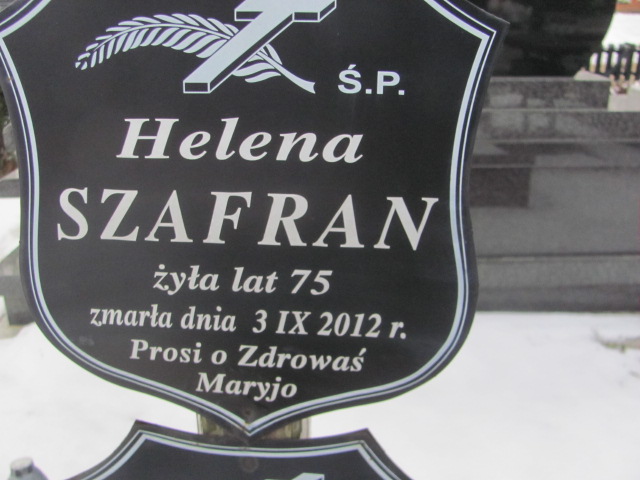 Ś.P.
Helena
SZAFRAN
żyła lat 75
zmarła dnia 3 IX 2012 r.
Prosi o Zdrowaś
Maryjo